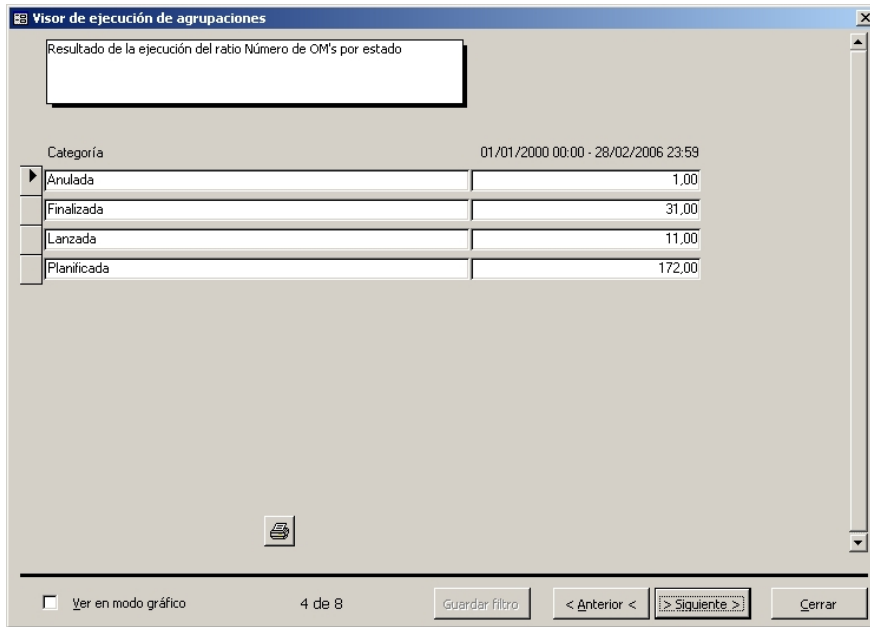 Visor de ejecución de agrupaciones
Resultado de la ejecución del ratio Número de OM's por estado
Categoría 01/01/2000 00:00 - 28/02/2006 23:59
Anulada 1,00
Finalizada 31,00
Lanzada 11,00
Planificada 172,00
Ver en modo gráfico 4 de 8 Guardar filtro < Anterior < > Siguiente > Cerrar